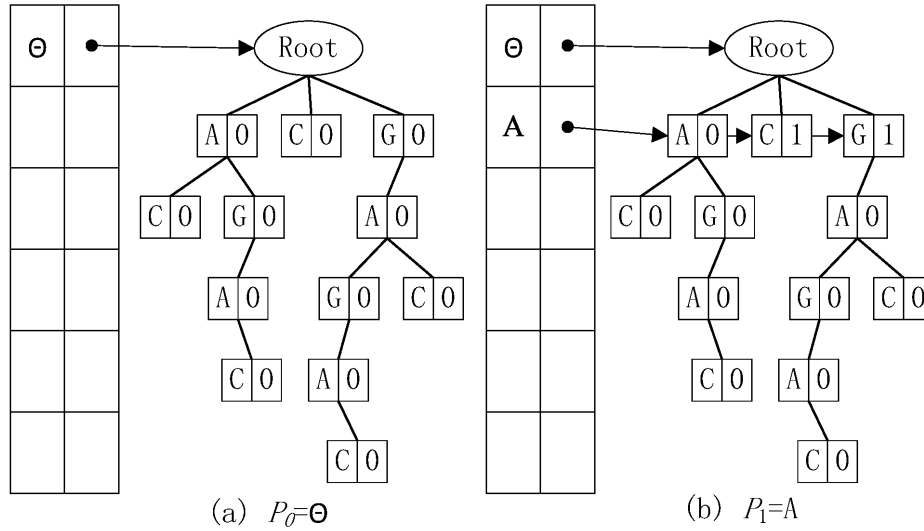 Θ Root Θ Root
A 0 C 0 G 0 A A 0 C 1 G 1
C 0 G 0 A 0 C 0 G 0 A 0
A 0 G 0 C 0 A 0 G 0 C 0
C 0 A 0 C 0 A 0
C 0 C 0
(a) P0=Θ (b) P1=A